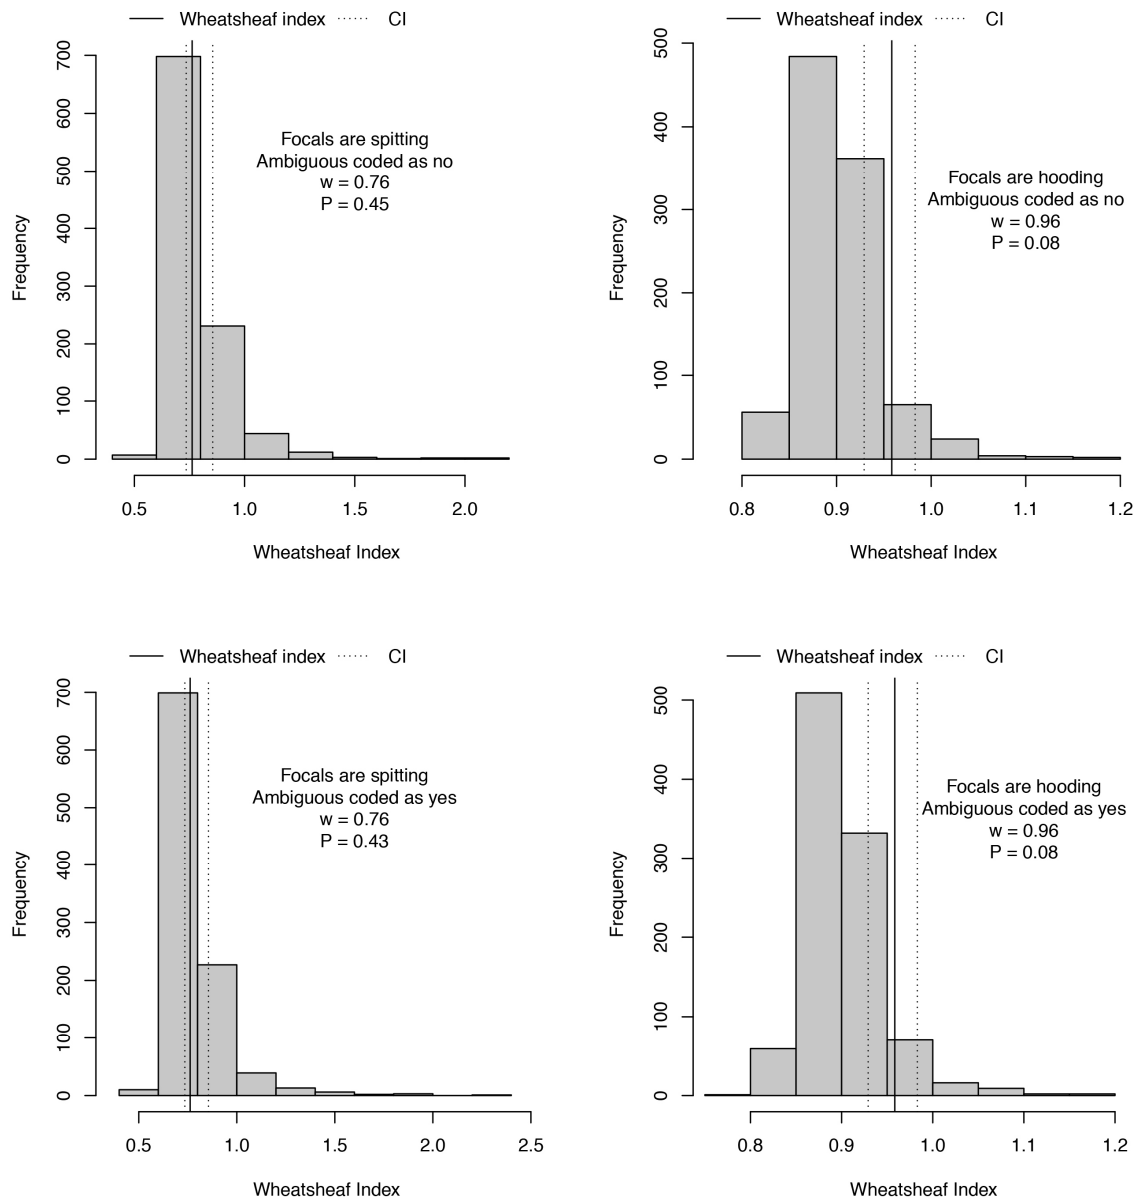 Wheatsheaf index CI
Frequency
700
600
500
400
300
200
100
0
Focals are spitting
Ambiguous coded as no
w = 0.76
P = 0.45
0.5 1.0 1.5 2.0
Wheatsheaf Index
Wheatsheaf index CI
Frequency
500
400
300
200
100
0
Focals are hooding
Ambiguous coded as no
w = 0.96
P = 0.08
0.8 0.9 1.0 1.1 1.2
Wheatsheaf Index
Wheatsheaf index CI
Frequency
700
600
500
400
300
200
100
0
Focals are spitting
Ambiguous coded as yes
w = 0.76
P = 0.43
0.5 1.0 1.5 2.0 2.5
Wheatsheaf Index
Wheatsheaf index CI
Frequency
500
400
300
200
100
0
Focals are hooding
Ambiguous coded as yes
w = 0.96
P = 0.08
0.8 0.9 1.0 1.1 1.2
Wheatsheaf Index